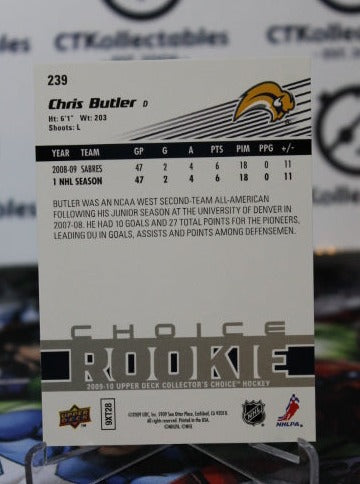 CTKollectables
239
Chris Butler D
Ht: 6'1" Wt: 203
Shoots: L
YEAR TEAM GP G A PTS PIM PPG +/-
2008-09 SABRES 47 2 4 6 18 0 11
1 NHL SEASON 47 2 4 6 18 0 11
BUTLER WAS AN NCAA WEST SECOND-TEAM ALL-AMERICAN
FOLLOWING HIS JUNIOR SEASON AT THE UNIVERSITY OF DENVER IN
2007-08. HE HAD 10 GOALS AND 27 TOTAL POINTS FOR THE PIONEERS,
LEADING DU IN GOALS, ASSISTS AND POINTS AMONG DEFENSEMEN.
CHOICE
ROOKIE
2009-10 UPPER DECK COLLECTOR'S CHOICE HOCKEY
UPPER DECK
9XT28
NHL
NHLPA